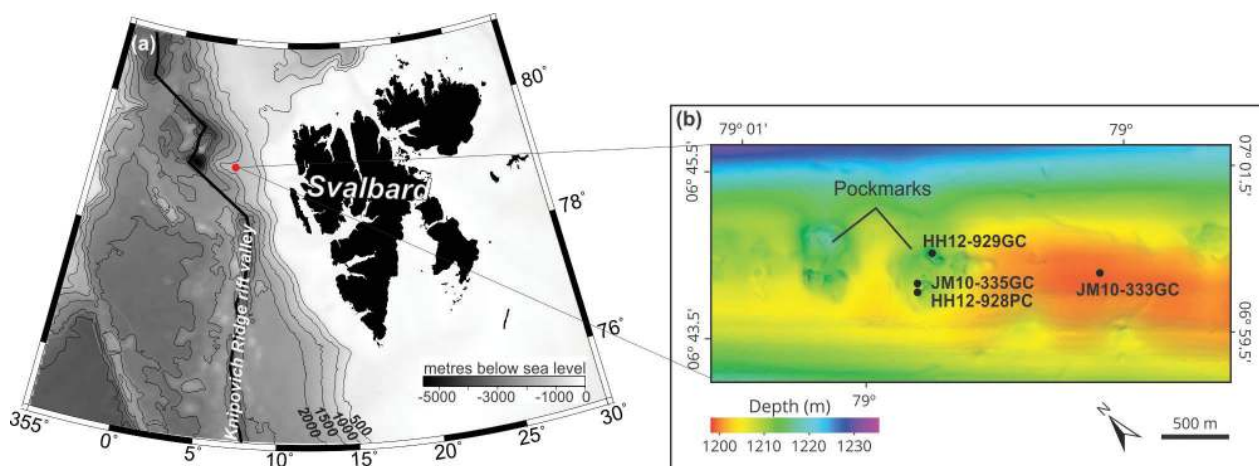 (a)
80°
Svalbard
78°
Knipovich Ridge rift valley
76°
metres below sea level
-5000 -3000 -1000 0
2000
1500
1000
500
355°
0°
5°
10°
15°
20°
25°
30°
(b)
79° 01'
79°
06° 45.5'
07° 01.5'
Pockmarks
HH12-929GC
JM10-335GC
HH12-928PC
JM10-333GC
06° 43.5'
06° 59.5'
79°
Depth (m)
1200 1210 1220 1230
N
500 m